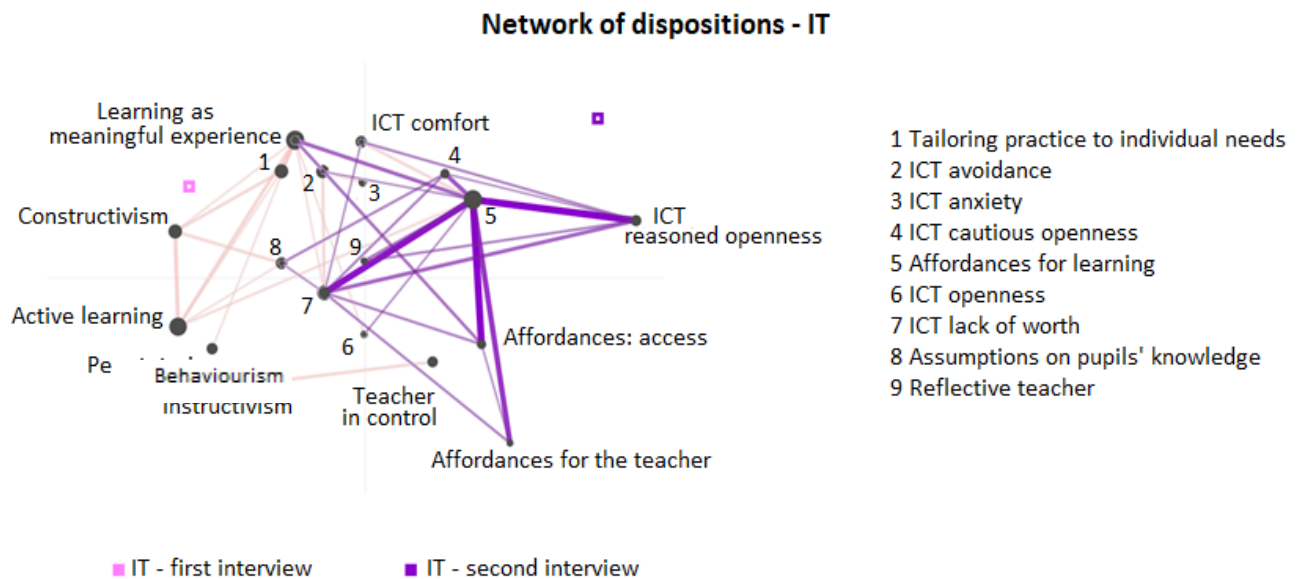 Network of dispositions - IT
Learning as
meaningful experience
ICT comfort
1
2
3
4
5
ICT
reasoned openness
Constructivism
8
9
7
Active learning
6
Affordances: access
Pe
Behaviourism
Instructivism
Teacher
in control
Affordances for the teacher
1 Tailoring practice to individual needs
2 ICT avoidance
3 ICT anxiety
4 ICT cautious openness
5 Affordances for learning
6 ICT openness
7 ICT lack of worth
8 Assumptions on pupils' knowledge
9 Reflective teacher
IT - first interview
IT - second interview